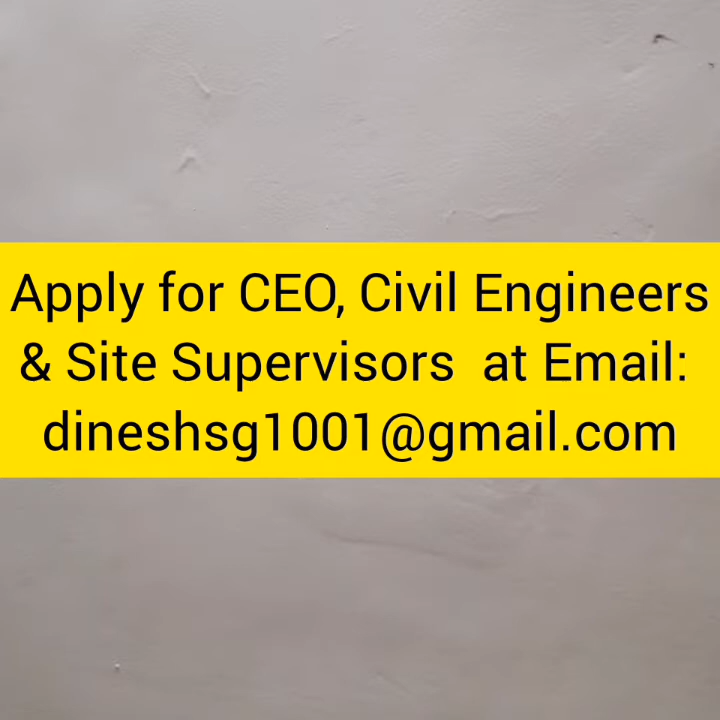 Apply for CEO, Civil Engineers
& Site Supervisors at Email:
dineshsg1001@gmail.com